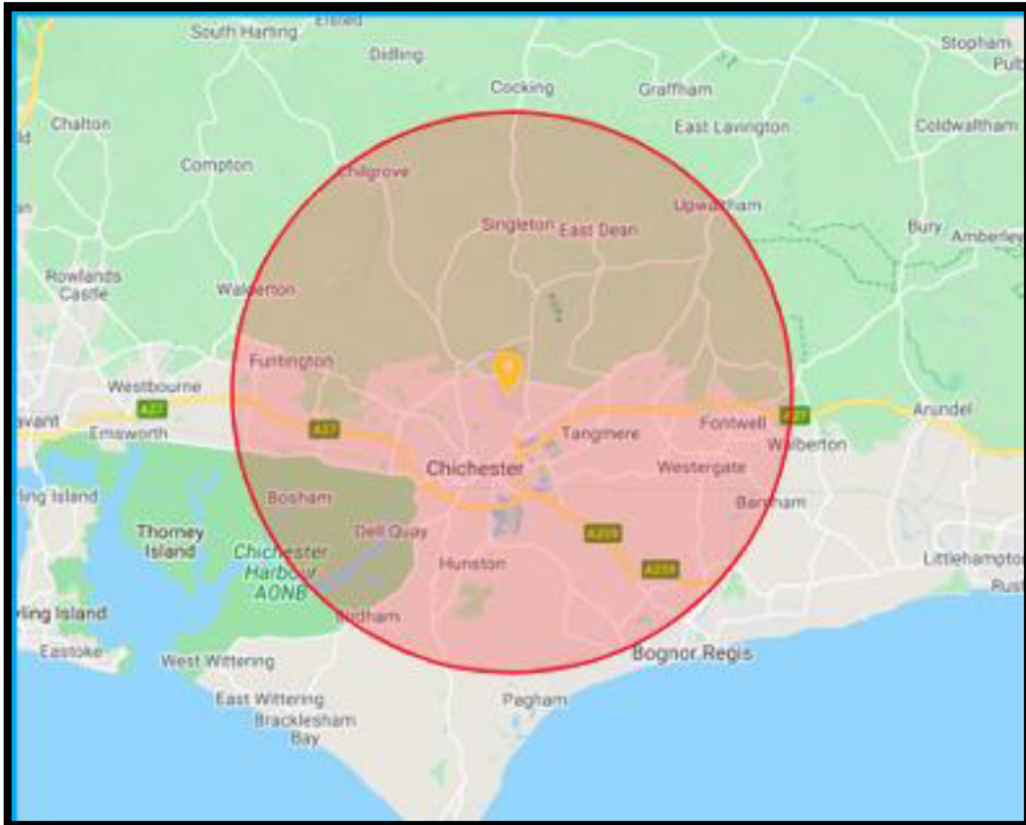 Elsted
South Harting
Didling
Stopham
Cocking
Graffham
Chalton
East Lavington
Coldwaltham
Compton
Chilgrove
Upwaltham
Singleton
East Dean
Bury
Amberley
Rowlands
Castle
Walderton
Funtington
Westbourne
A27
A27
Arundel
Fontwell
Emsworth
A27
Tangmere
Walberton
Chichester
Westergate
Bosham
Barnham
Thorney
Island
Dell Quay
A259
Chichester
Harbour
AONB
Hunston
A259
Littlehampton
Eastoke
West Wittering
Bognor Regis
East Wittering
Pagham
Bracklesham
Bay